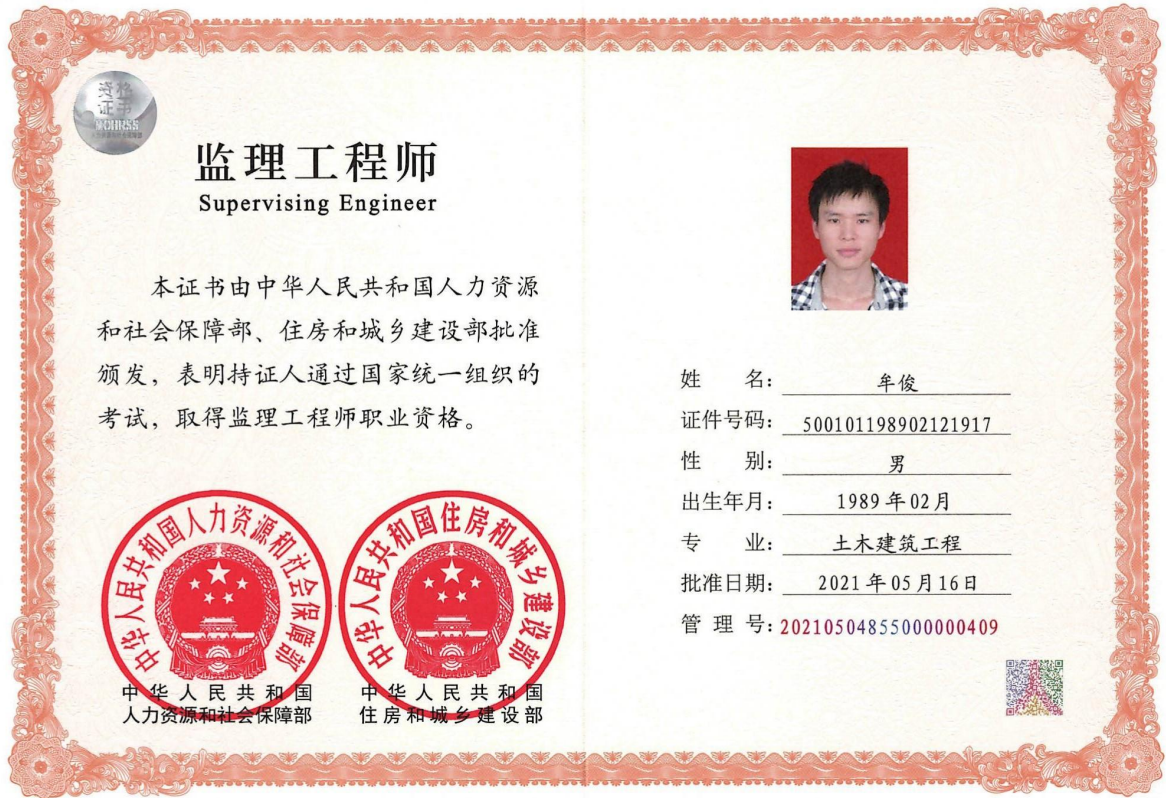 资格
证书
MOHRSS
监理工程师
Supervising Engineer
本证书由中华人民共和国人力资源
和社会保障部、住房和城乡建设部批准
颁发，表明持证人通过国家统一组织的
考试，取得监理工程师职业资格。
中华人民共和国人力资源和社会保障部
中华人民共和国住房和城乡建设部
中华人民共和国
人力资源和社会保障部
中华人民共和国
住房和城乡建设部
姓 名： 牟俊
证件号码： 500101198902121917
性 别： 男
出生年月： 1989年02月
专 业： 土木建筑工程
批准日期： 2021年05月16日
管 理 号： 20210504855000000409